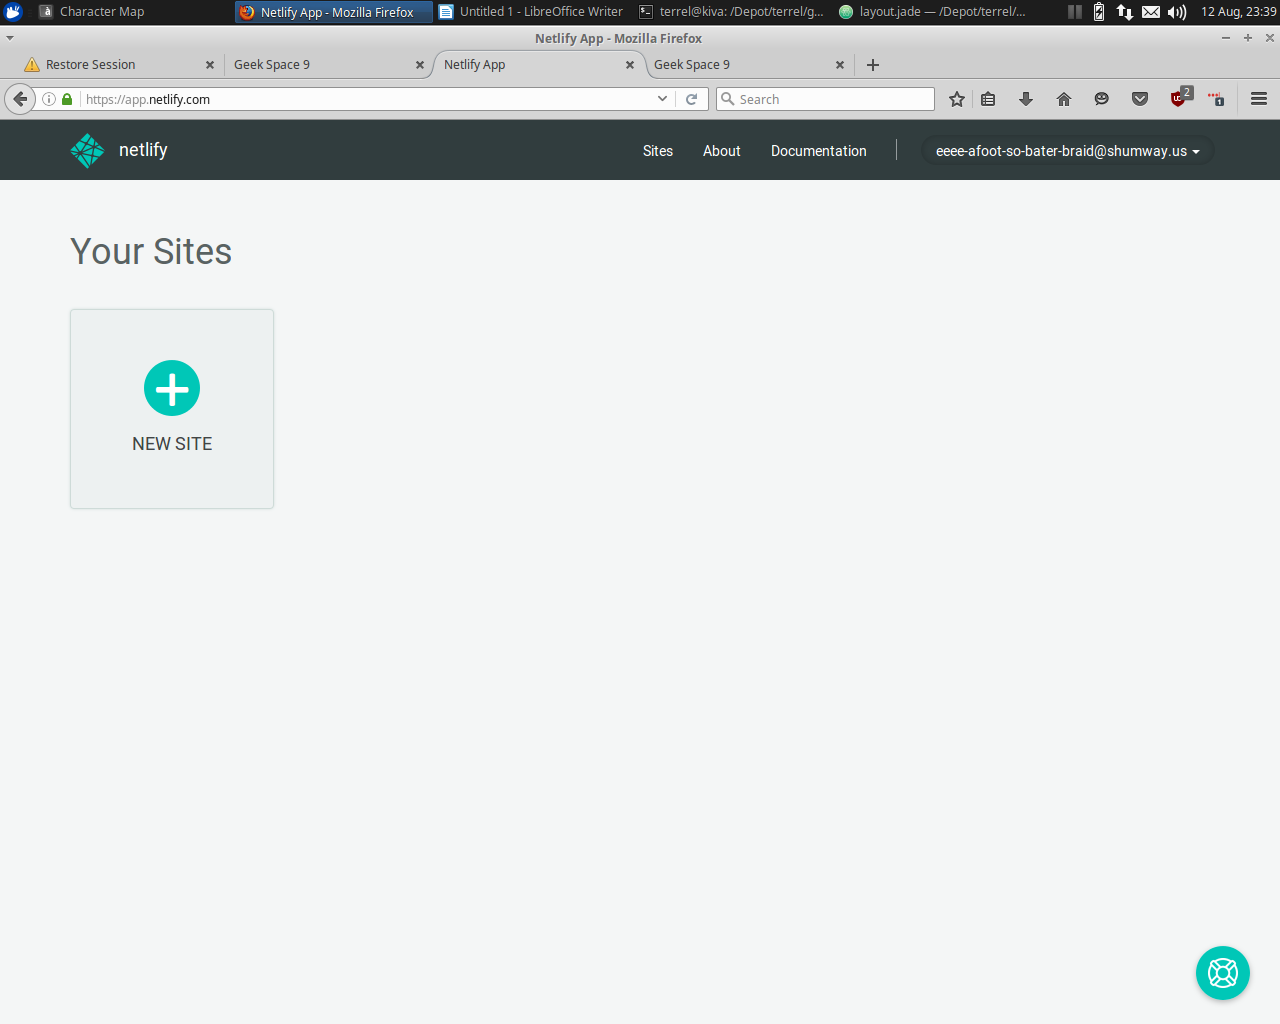 Character Map
Netlify App - Mozilla Firefox
Untitled 1 - LibreOffice Writer
terrel@kiva: /Depot/terrel/g...
layout.jade — /Depot/terrel/...
12 Aug, 23:39
Netlify App - Mozilla Firefox
Restore Session
Geek Space 9
Netlify App
Geek Space 9
https://app.netlify.com
Search
2
1
netlify
Sites
About
Documentation
eeee-afoot-so-bater-braid@shumway.us
Your Sites
NEW SITE